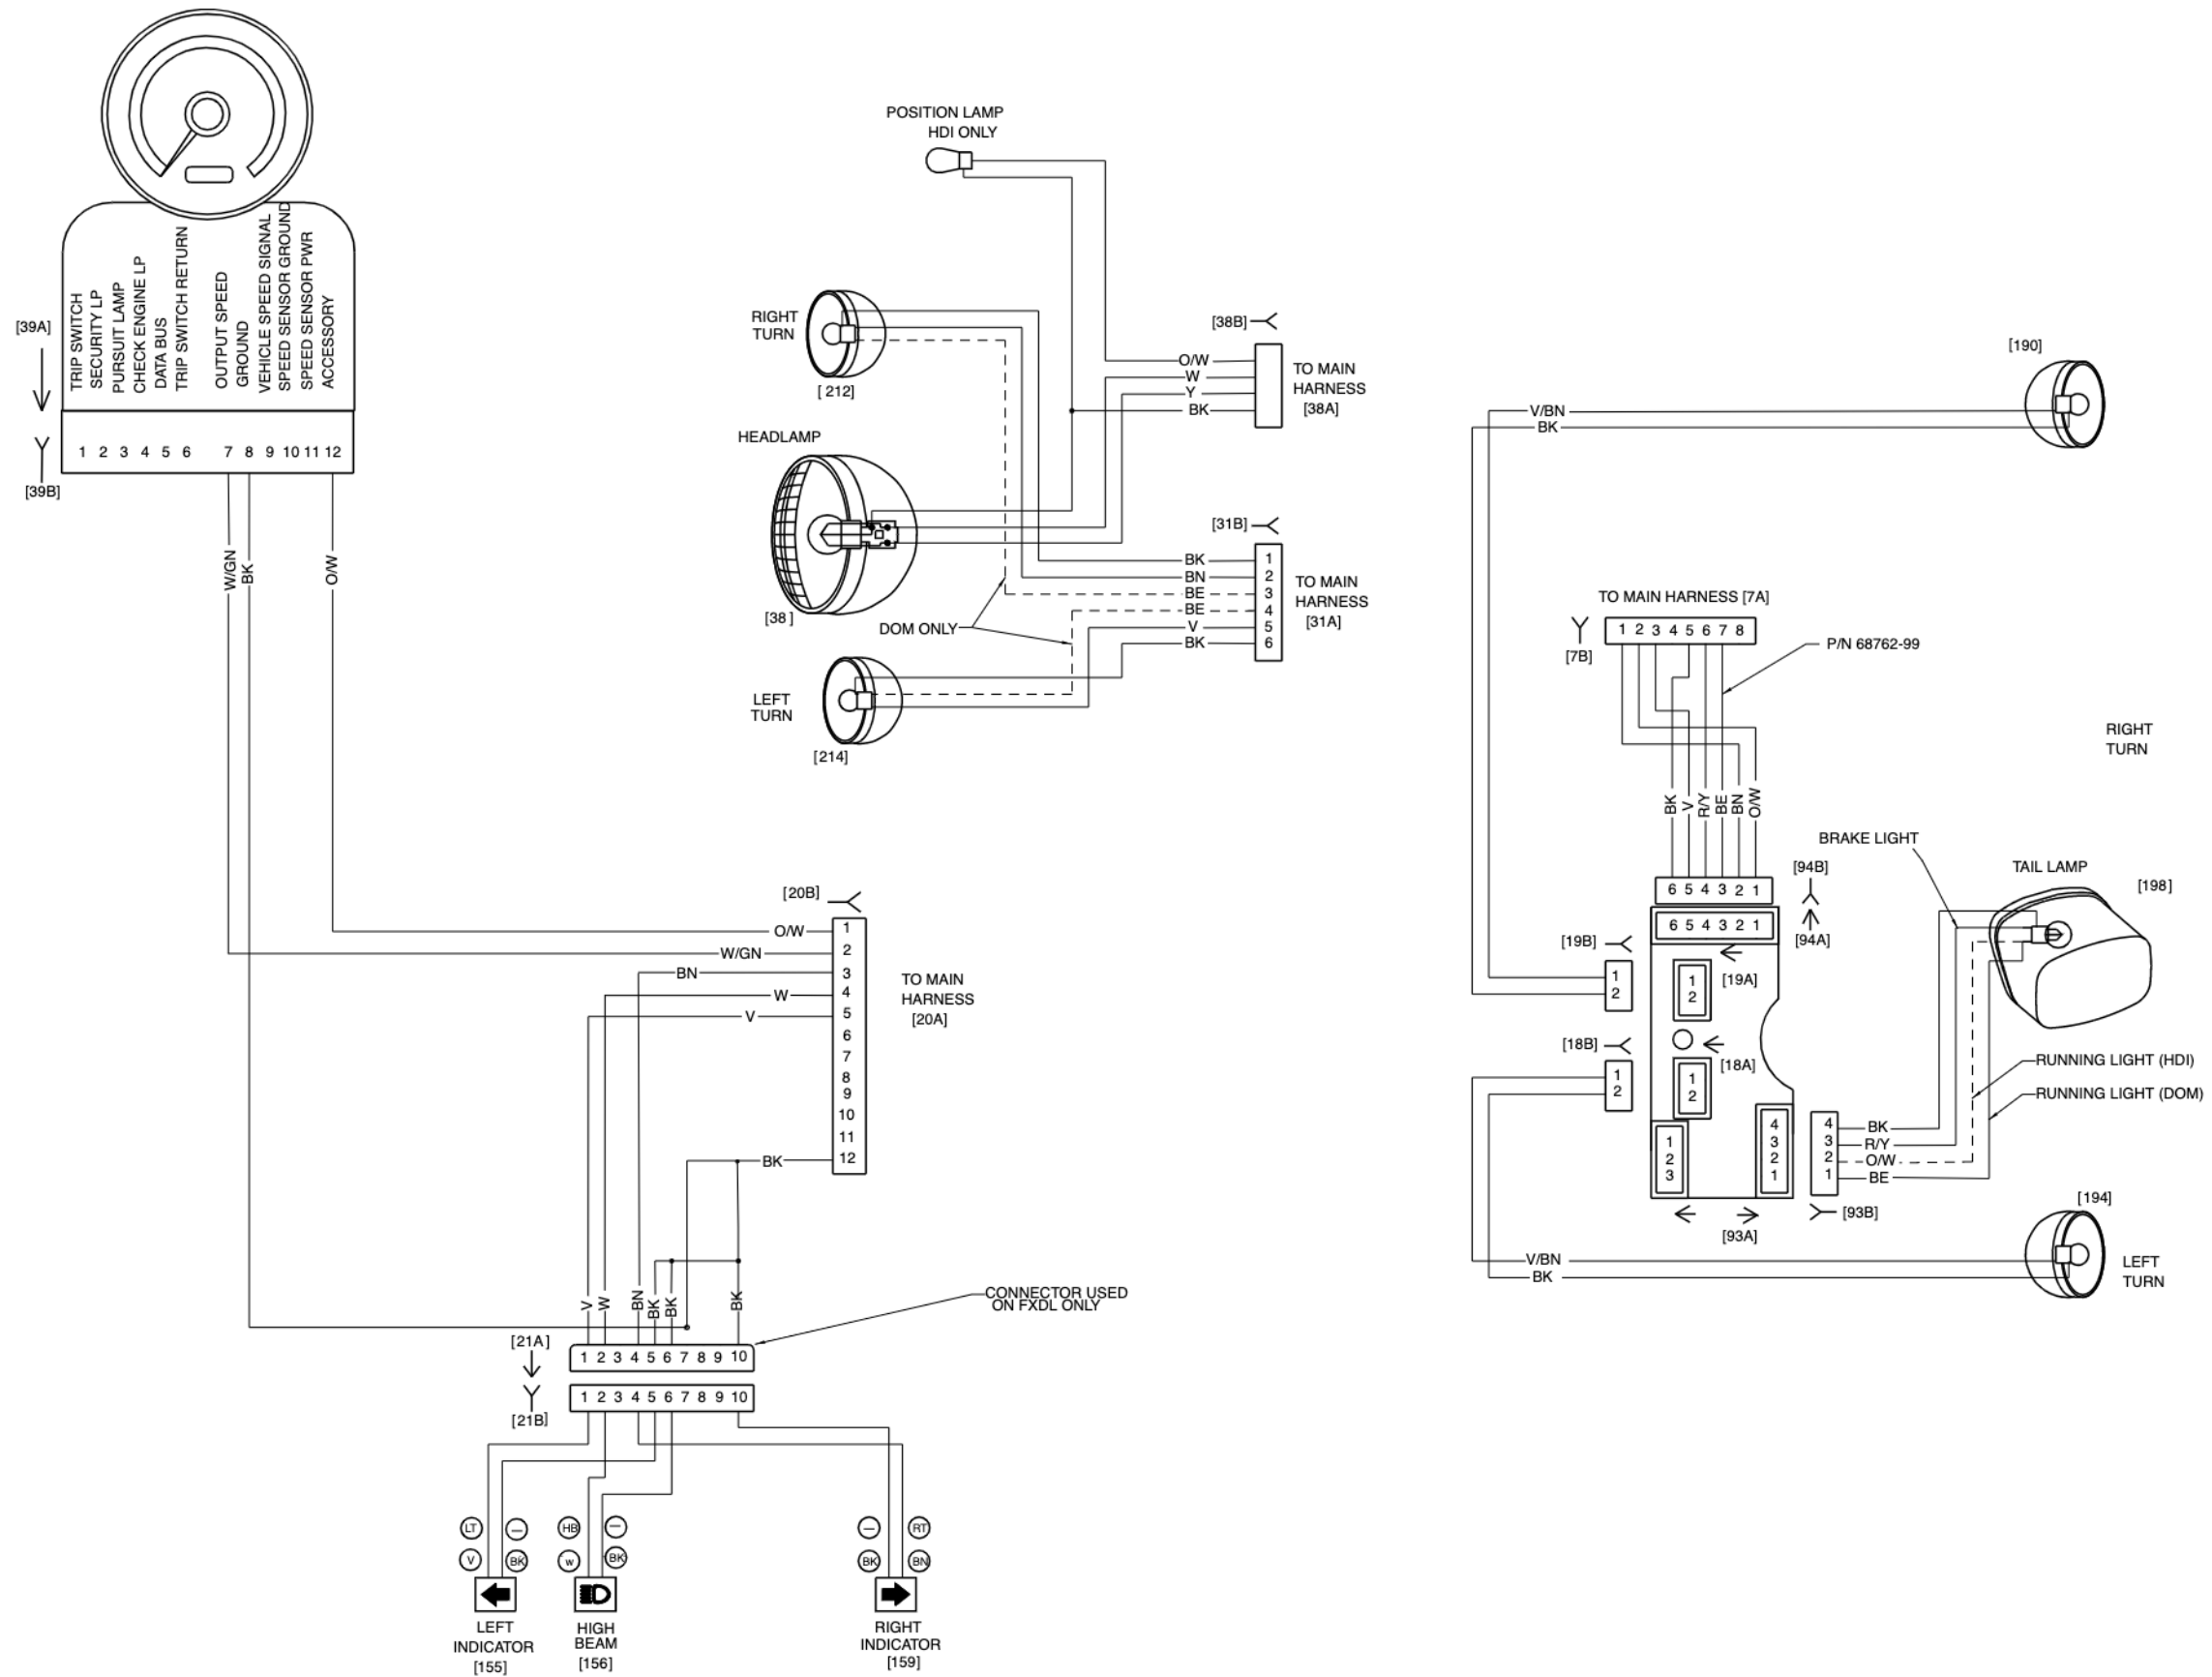 TRIP SWITCH
SECURITY LP
PURSUIT LAMP
CHECK ENGINE LP
DATA BUS
TRIP SWITCH RETURN
OUTPUT SPEED
GROUND
VEHICLE SPEED SIGNAL
SPEED SENSOR GROUND
SPEED SENSOR PWR
ACCESSORY
[39A]
1 2 3 4 5 6 7 8 9 10 11 12
[39B]
W/GN
BK
O/W
POSITION LAMP
HDI ONLY
RIGHT
TURN
[ 212]
HEADLAMP
[38 ]
DOM ONLY
LEFT
TURN
[214]
[38B]
O/W
W
Y
BK
TO MAIN
HARNESS
[38A]
[31B]
BK 1
BN 2
BE 3
BE 4
V 5
BK 6
TO MAIN
HARNESS
[31A]
[20B]
O/W 1
W/GN 2
BN 3
W 4
V 5
6
7
8
9
10
11
BK 12
TO MAIN
HARNESS
[20A]
V
W
BN
BK
BK
BK
CONNECTOR USED
ON FXDL ONLY
[21A]
1 2 3 4 5 6 7 8 9 10
1 2 3 4 5 6 7 8 9 10
[21B]
LT
V
BK
HB
w
BK
BK
RT
BN
LEFT
INDICATOR
[155]
HIGH
BEAM
[156]
RIGHT
INDICATOR
[159]
[190]
V/BN
BK
TO MAIN HARNESS [7A]
1 2 3 4 5 6 7 8
[7B]
P/N 68762-99
RIGHT
TURN
BK
V
R/Y
BE
BN
O/W
BRAKE LIGHT
TAIL LAMP
[198]
[94B]
6 5 4 3 2 1
6 5 4 3 2 1
[94A]
[19B]
1
2
1
2
[19A]
[18B]
1
2
1
2
[18A]
RUNNING LIGHT (HDI)
RUNNING LIGHT (DOM)
1
2
3
4
3
2
1
4 BK
3 R/Y
2 O/W
1 BE
[93A]
[93B]
[194]
V/BN
BK
LEFT
TURN